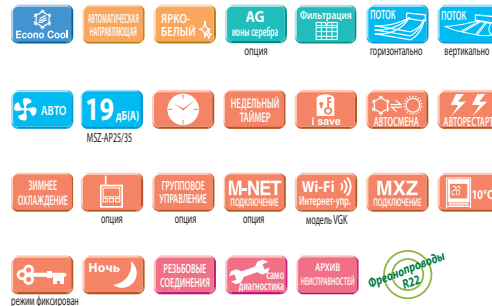 Econo Cool
АВТОМАТИЧЕСКАЯ
НАПРАВЛЯЮЩАЯ
ЯРКО-
БЕЛЫЙ
AG
ионы серебра
опция
Фильтрация
ПОТОК
горизонтально
ПОТОК
вертикально
АВТО
19 дБ(А)
MSZ-AP25/35
НЕДЕЛЬНЫЙ
ТАЙМЕР
i save
АВТОСМЕНА
АВТОРЕСТАРТ
ЗИМНЕЕ
ОХЛАЖДЕНИЕ
опция
ГРУППОВОЕ
УПРАВЛЕНИЕ
опция
M-NET
ПОДКЛЮЧЕНИЕ
опция
Wi-Fi
Интернет-упр.
модель VGK
MXZ
ПОДКЛЮЧЕНИЕ
10°C
режим фиксирован
Ночь
РЕЗЬБОВЫЕ
СОЕДИНЕНИЯ
Само
диагностика
АРХИВ
НЕИСПРАВНОСТЕЙ
Фреонопроводы
R22